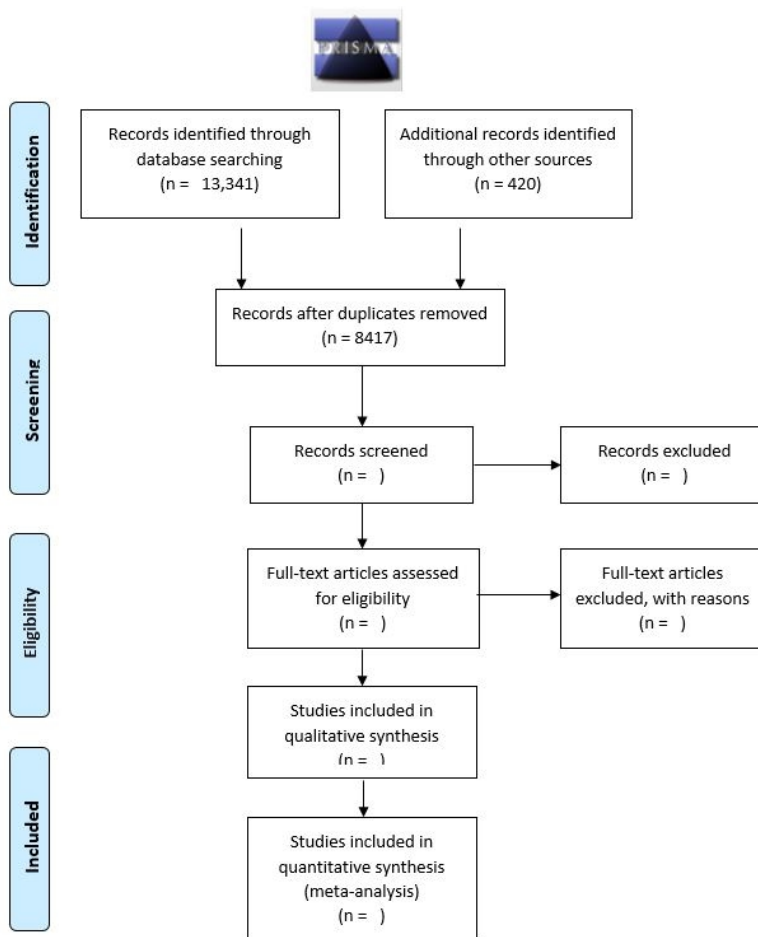 PRISMA
Identification
Records identified through
database searching
(n =   13,341)
Additional records identified
through other sources
(n = 420)
Records after duplicates removed
(n = 8417)
Screening
Records screened
(n =   )
Records excluded
(n =   )
Eligibility
Full-text articles assessed
for eligibility
(n =   )
Full-text articles
excluded, with reasons
(n =   )
Studies included in
qualitative synthesis
(n =   )
Included
Studies included in
quantitative synthesis
(meta-analysis)
(n =   )